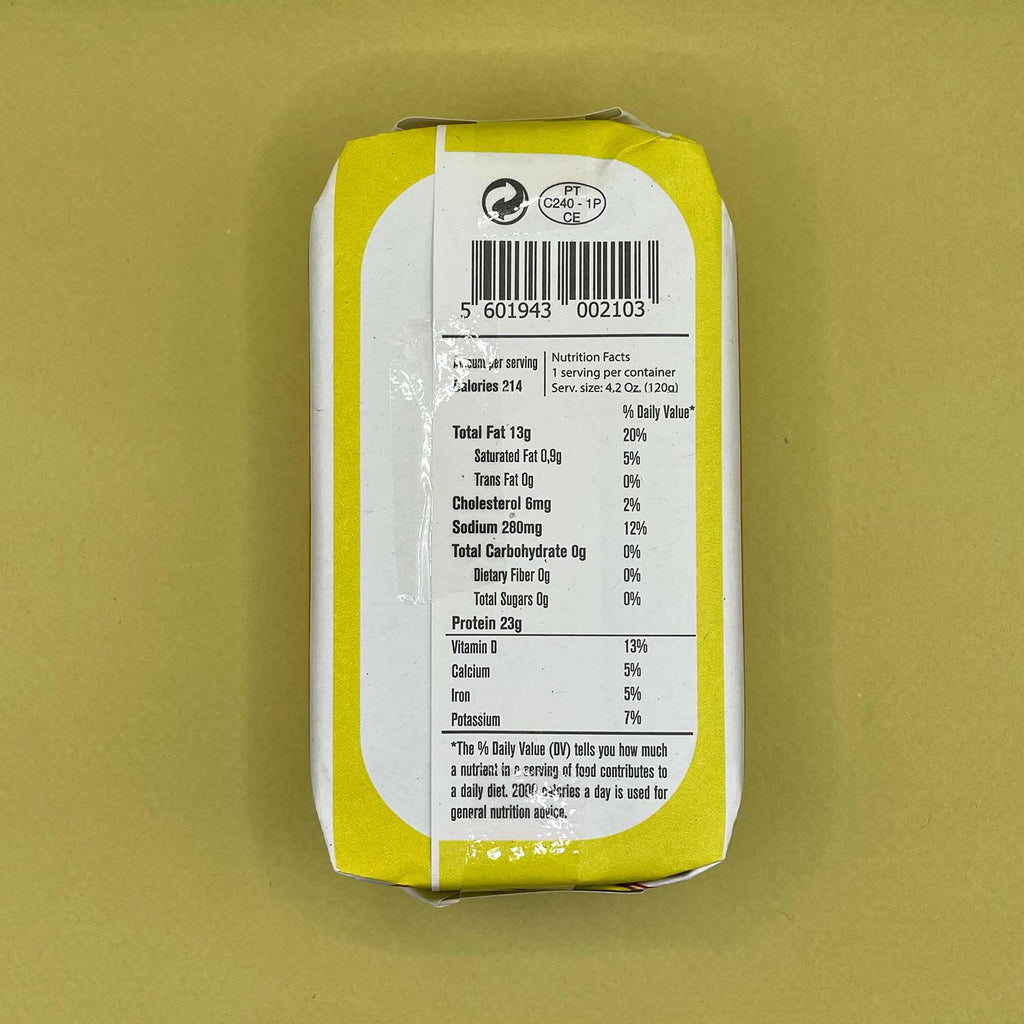 PT
C240 - 1P
CE
5 601943 002103
Amount per serving
Calories 214
Nutrition Facts
1 serving per container
Serv. size: 4,2 Oz. (120g)
% Daily Value*
Total Fat 13g 20%
Saturated Fat 0,9g 5%
Trans Fat 0g 0%
Cholesterol 6mg 2%
Sodium 280mg 12%
Total Carbohydrate 0g 0%
Dietary Fiber 0g 0%
Total Sugars 0g 0%
Protein 23g
Vitamin D 13%
Calcium 5%
Iron 5%
Potassium 7%
*The % Daily Value (DV) tells you how much
a nutrient in a serving of food contributes to
a daily diet. 2000 calories a day is used for
general nutrition advice.